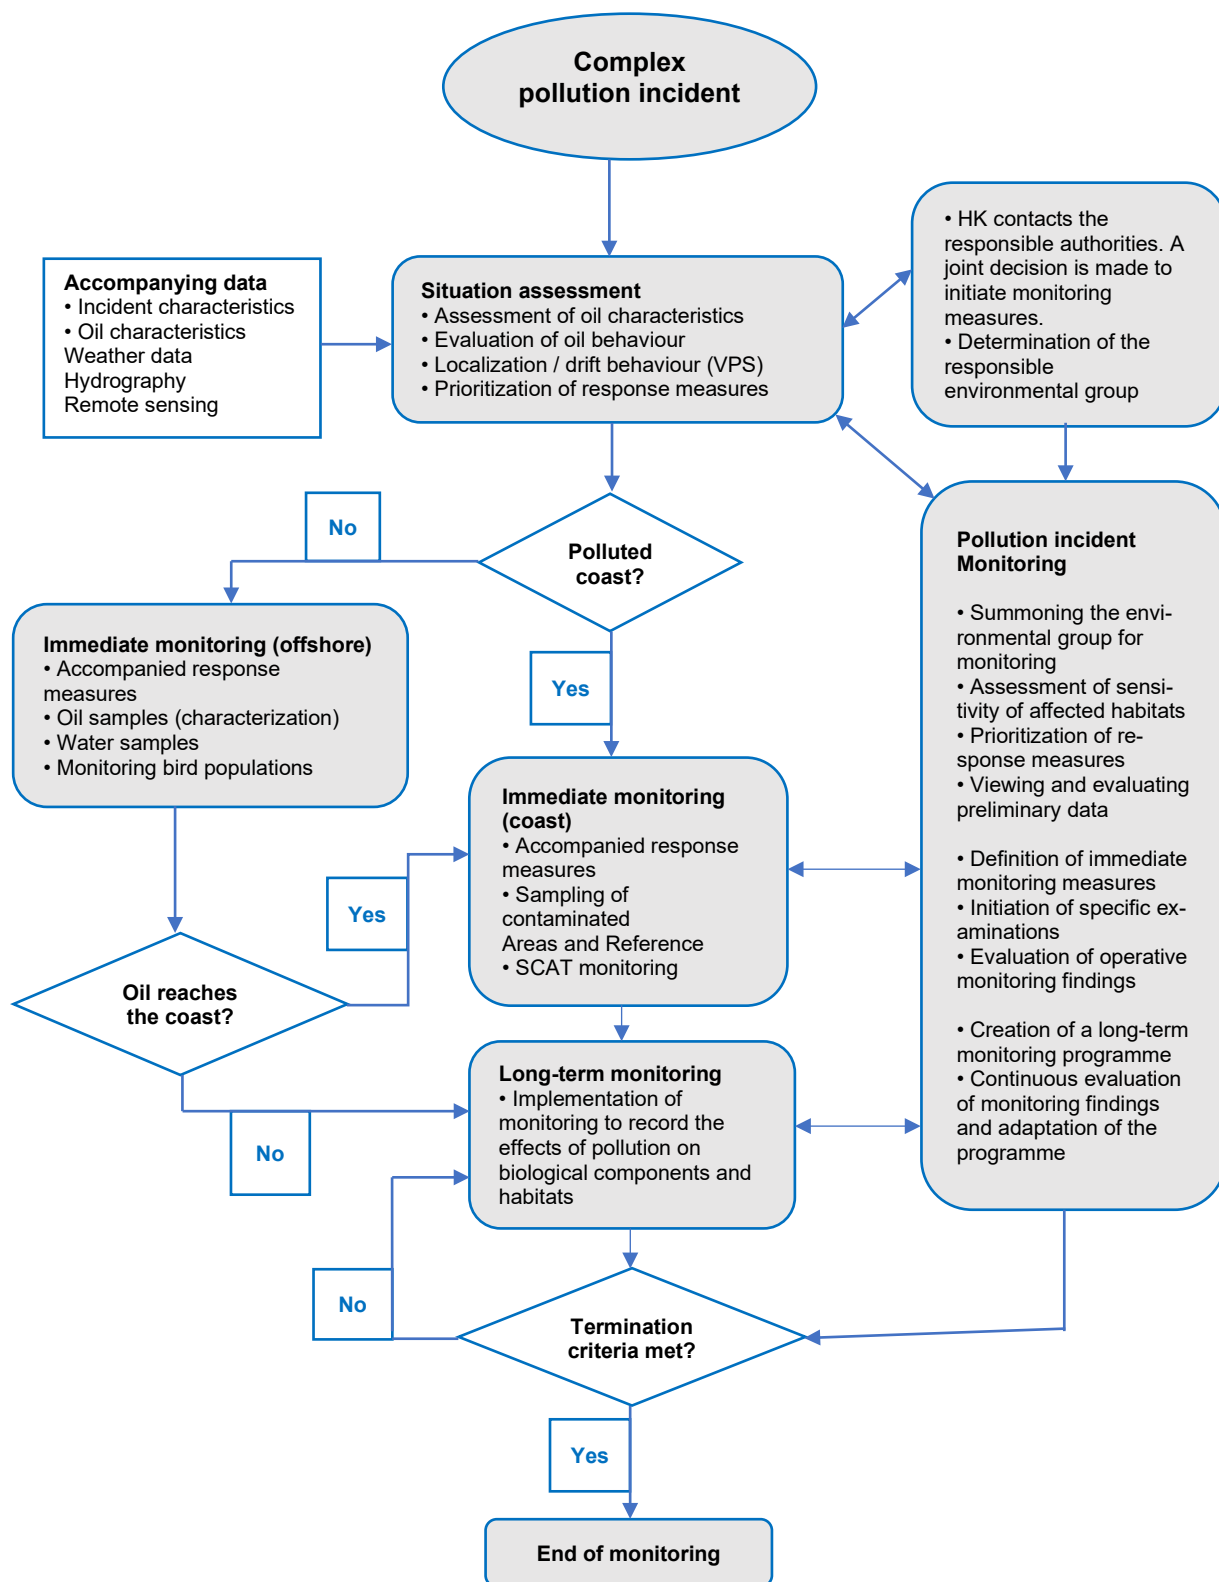 Complex
pollution incident
• HK contacts the
responsible authorities. A
joint decision is made to
initiate monitoring
measures.
• Determination of the
responsible
environmental group
Accompanying data
• Incident characteristics
• Oil characteristics
Weather data
Hydrography
Remote sensing
Situation assessment
• Assessment of oil characteristics
• Evaluation of oil behaviour
• Localization / drift behaviour (VPS)
• Prioritization of response measures
No
Polluted
coast?
Yes
Pollution incident
Monitoring
• Summoning the envi-
ronmental group for
monitoring
• Assessment of sensi-
tivity of affected habitats
• Prioritization of re-
sponse measures
• Viewing and evaluating
preliminary data
• Definition of immediate
monitoring measures
• Initiation of specific ex-
aminations
• Evaluation of operative
monitoring findings
• Creation of a long-term
monitoring programme
• Continuous evaluation
of monitoring findings
and adaptation of the
programme
Immediate monitoring (offshore)
• Accompanied response
measures
• Oil samples (characterization)
• Water samples
• Monitoring bird populations
Immediate monitoring
(coast)
• Accompanied response
measures
• Sampling of
contaminated
Areas and Reference
• SCAT monitoring
Yes
Oil reaches
the coast?
No
Long-term monitoring
• Implementation of
monitoring to record the
effects of pollution on
biological components and
habitats
No
Termination
criteria met?
Yes
End of monitoring